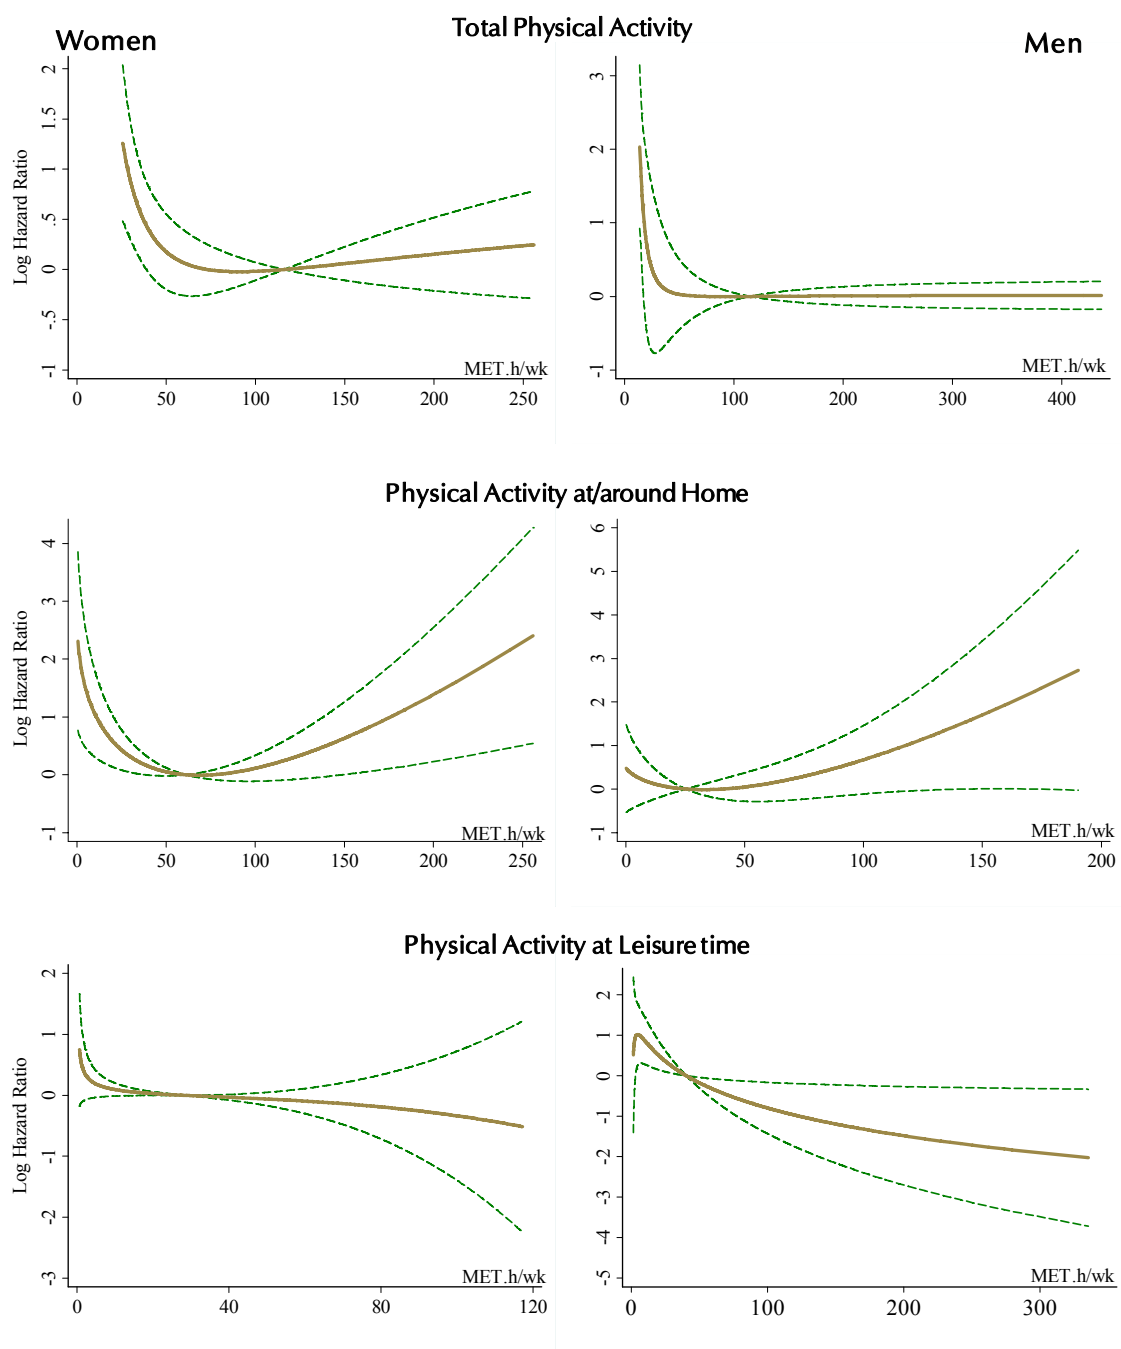 Total Physical Activity
Women
Men
Log Hazard Ratio
2
1.5
1
.5
0
-.5
-1
MET.h/wk
0 50 100 150 200 250
3
2
1
0
-1
MET.h/wk
0 100 200 300 400
Physical Activity at/around Home
Log Hazard Ratio
4
3
2
1
0
-1
MET.h/wk
0 50 100 150 200 250
6
5
4
3
2
1
0
-1
MET.h/wk
0 50 100 150 200
Physical Activity at Leisure time
Log Hazard Ratio
2
1
0
-1
-2
-3
MET.h/wk
0 40 80 120
2
1
0
-1
-2
-3
-4
-5
MET.h/wk
0 100 200 300